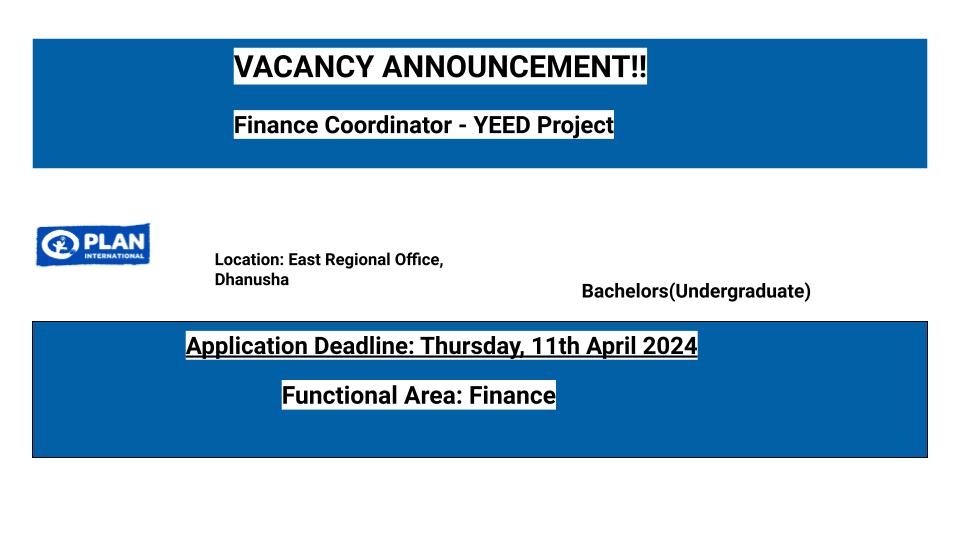 VACANCY ANNOUNCEMENT!!
Finance Coordinator - YEED Project
PLAN
INTERNATIONAL
Location: East Regional Office,
Dhanusha
Bachelors(Undergraduate)
Application Deadline: Thursday, 11th April 2024
Functional Area: Finance